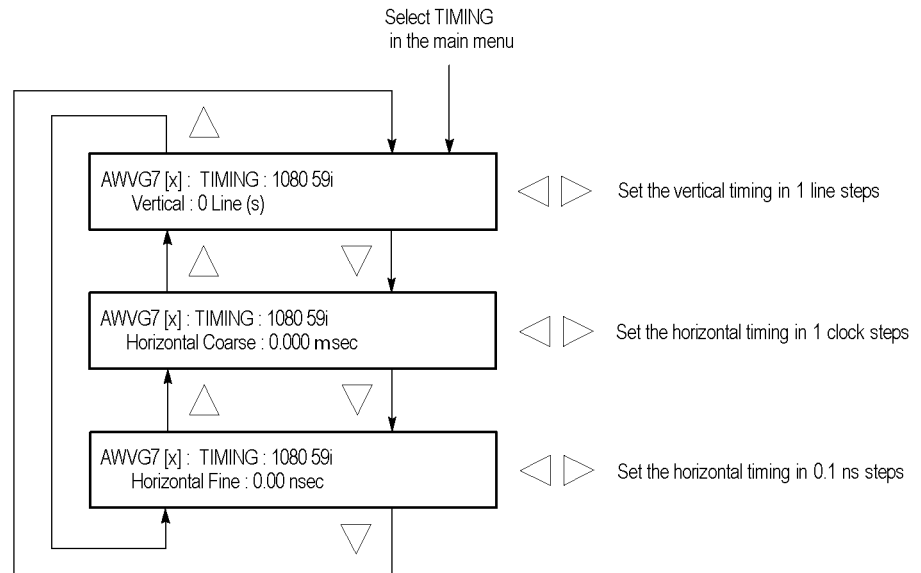 Select TIMING
in the main menu
AWVG7 [x] : TIMING : 1080 59i
Vertical : 0 Line (s)
Set the vertical timing in 1 line steps
AWVG7 [x] : TIMING : 1080 59i
Horizontal Coarse : 0.000 msec
Set the horizontal timing in 1 clock steps
AWVG7 [x] : TIMING : 1080 59i
Horizontal Fine : 0.00 nsec
Set the horizontal timing in 0.1 ns steps